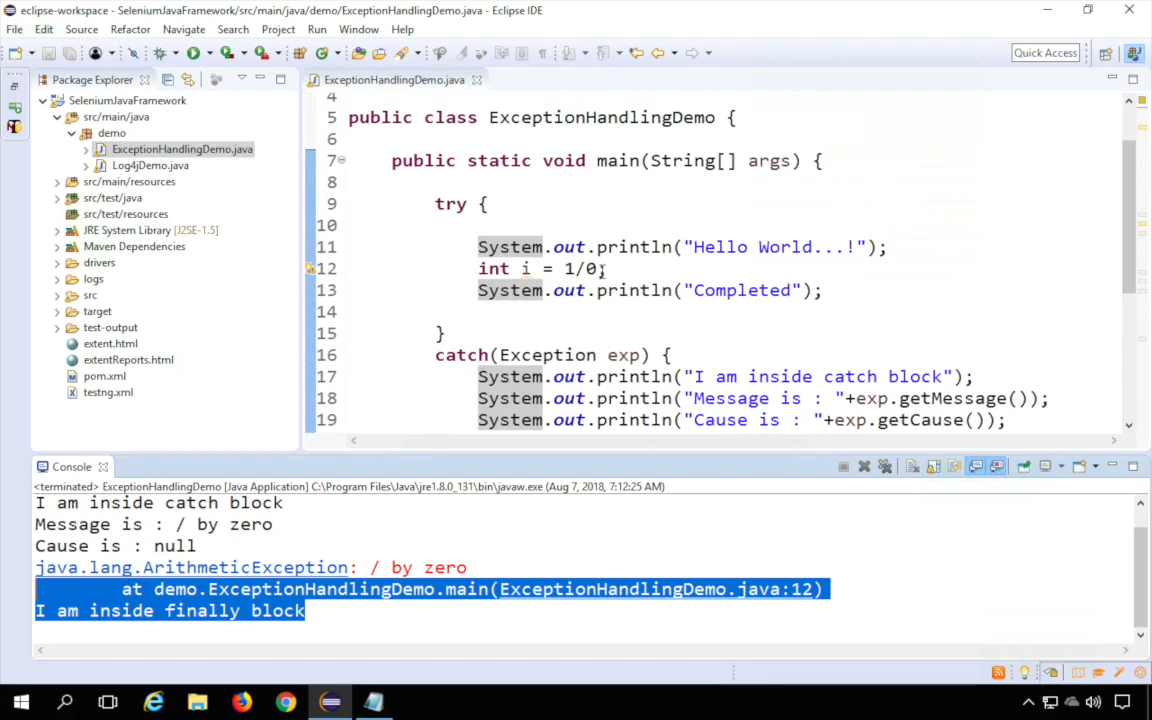 eclipse-workspace - SeleniumJavaFramework/src/main/java/demo/ExceptionHandlingDemo.java - Eclipse IDE
File Edit Source Refactor Navigate Search Project Run Window Help
Quick Access
Package Explorer
ExceptionHandlingDemo.java
SeleniumJavaFramework
src/main/java
demo
ExceptionHandlingDemo.java
Log4jDemo.java
src/main/resources
src/test/java
src/test/resources
JRE System Library [J2SE-1.5]
Maven Dependencies
drivers
logs
src
target
test-output
extent.html
extentReports.html
pom.xml
testng.xml
4
5 public class ExceptionHandlingDemo {
6
7 public static void main(String[] args) {
8
9 try {
10
11 System.out.println("Hello World...!");
12 int i = 1/0;
13 System.out.println("Completed");
14
15 }
16 catch(Exception exp) {
17 System.out.println("I am inside catch block");
18 System.out.println("Message is : "+exp.getMessage());
19 System.out.println("Cause is : "+exp.getCause());
Console
<terminated> ExceptionHandlingDemo [Java Application] C:\Program Files\Java\jre1.8.0_131\bin\javaw.exe (Aug 7, 2018, 7:12:25 AM)
I am inside catch block
Message is : / by zero
Cause is : null
java.lang.ArithmeticException: / by zero
at demo.ExceptionHandlingDemo.main(ExceptionHandlingDemo.java:12)
I am inside finally block